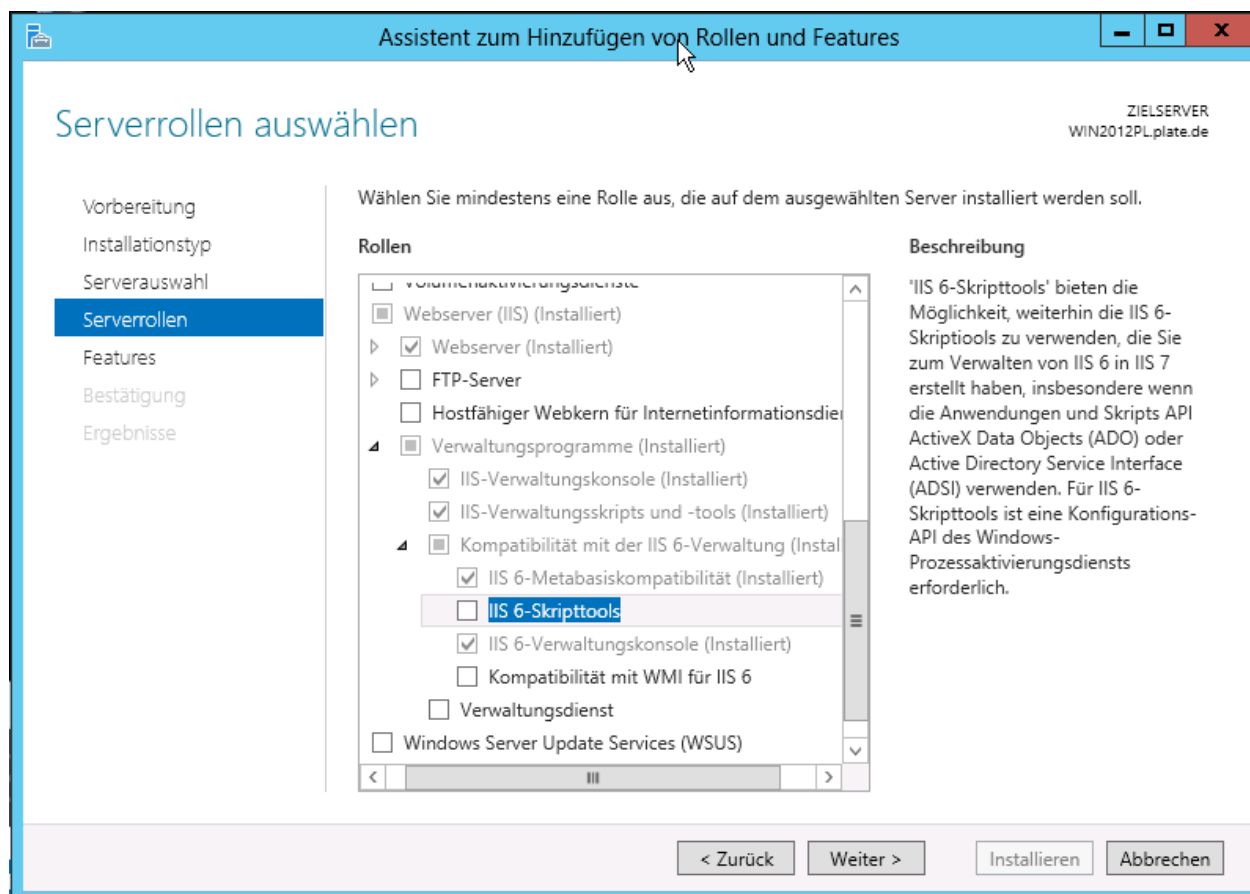 Assistent zum Hinzufügen von Rollen und Features
Serverrollen auswählen
ZIELSERVER
WIN2012PL.plate.de
Vorbereitung
Installationstyp
Serverauswahl
Serverrollen
Features
Bestätigung
Ergebnisse
Wählen Sie mindestens eine Rolle aus, die auf dem ausgewählten Server installiert werden soll.
Rollen
Volumenaktivierungsdienste
Webserver (IIS) (Installiert)
Webserver (Installiert)
FTP-Server
Hostfähiger Webkern für Internetinformationsdie
Verwaltungsprogramme (Installiert)
IIS-Verwaltungskonsole (Installiert)
IIS-Verwaltungsskripts und -tools (Installiert)
Kompatibilität mit der IIS 6-Verwaltung (Instal
IIS 6-Metabasiskompatibilität (Installiert)
IIS 6-Skripttools
IIS 6-Verwaltungskonsole (Installiert)
Kompatibilität mit WMI für IIS 6
Verwaltungsdienst
Windows Server Update Services (WSUS)
Beschreibung
'IIS 6-Skripttools' bieten die
Möglichkeit, weiterhin die IIS 6-
Skriptiools zu verwenden, die Sie
zum Verwalten von IIS 6 in IIS 7
erstellt haben, insbesondere wenn
die Anwendungen und Skripts API
ActiveX Data Objects (ADO) oder
Active Directory Service Interface
(ADSI) verwenden. Für IIS 6-
Skripttools ist eine Konfigurations-
API des Windows-
Prozessaktivierungsdiensts
erforderlich.
< Zurück
Weiter >
Installieren
Abbrechen